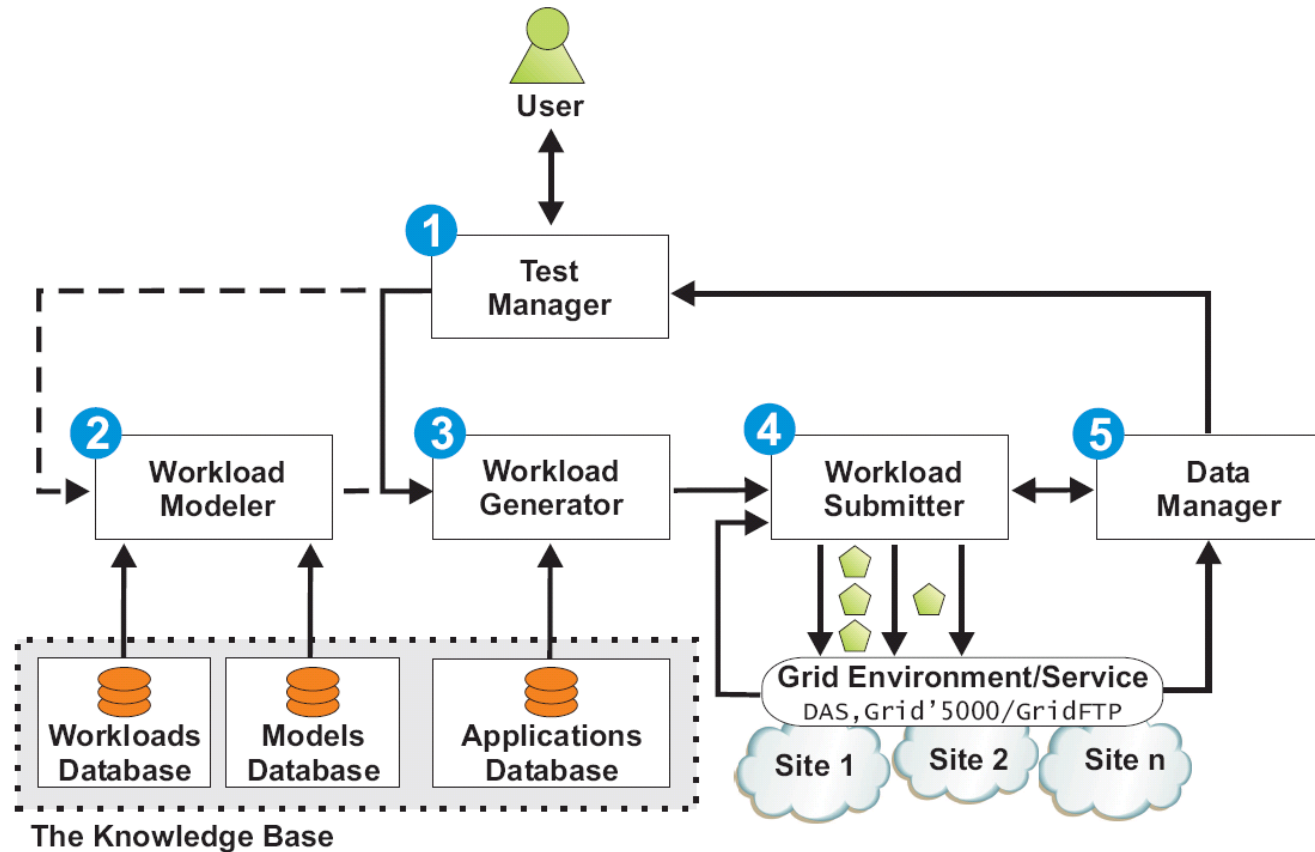 User
1
Test
Manager
2
Workload
Modeler
3
Workload
Generator
4
Workload
Submitter
5
Data
Manager
Workloads
Database
Models
Database
Applications
Database
The Knowledge Base
Grid Environment/Service
DAS,Grid'5000/GridFTP
Site 1
Site 2
Site n